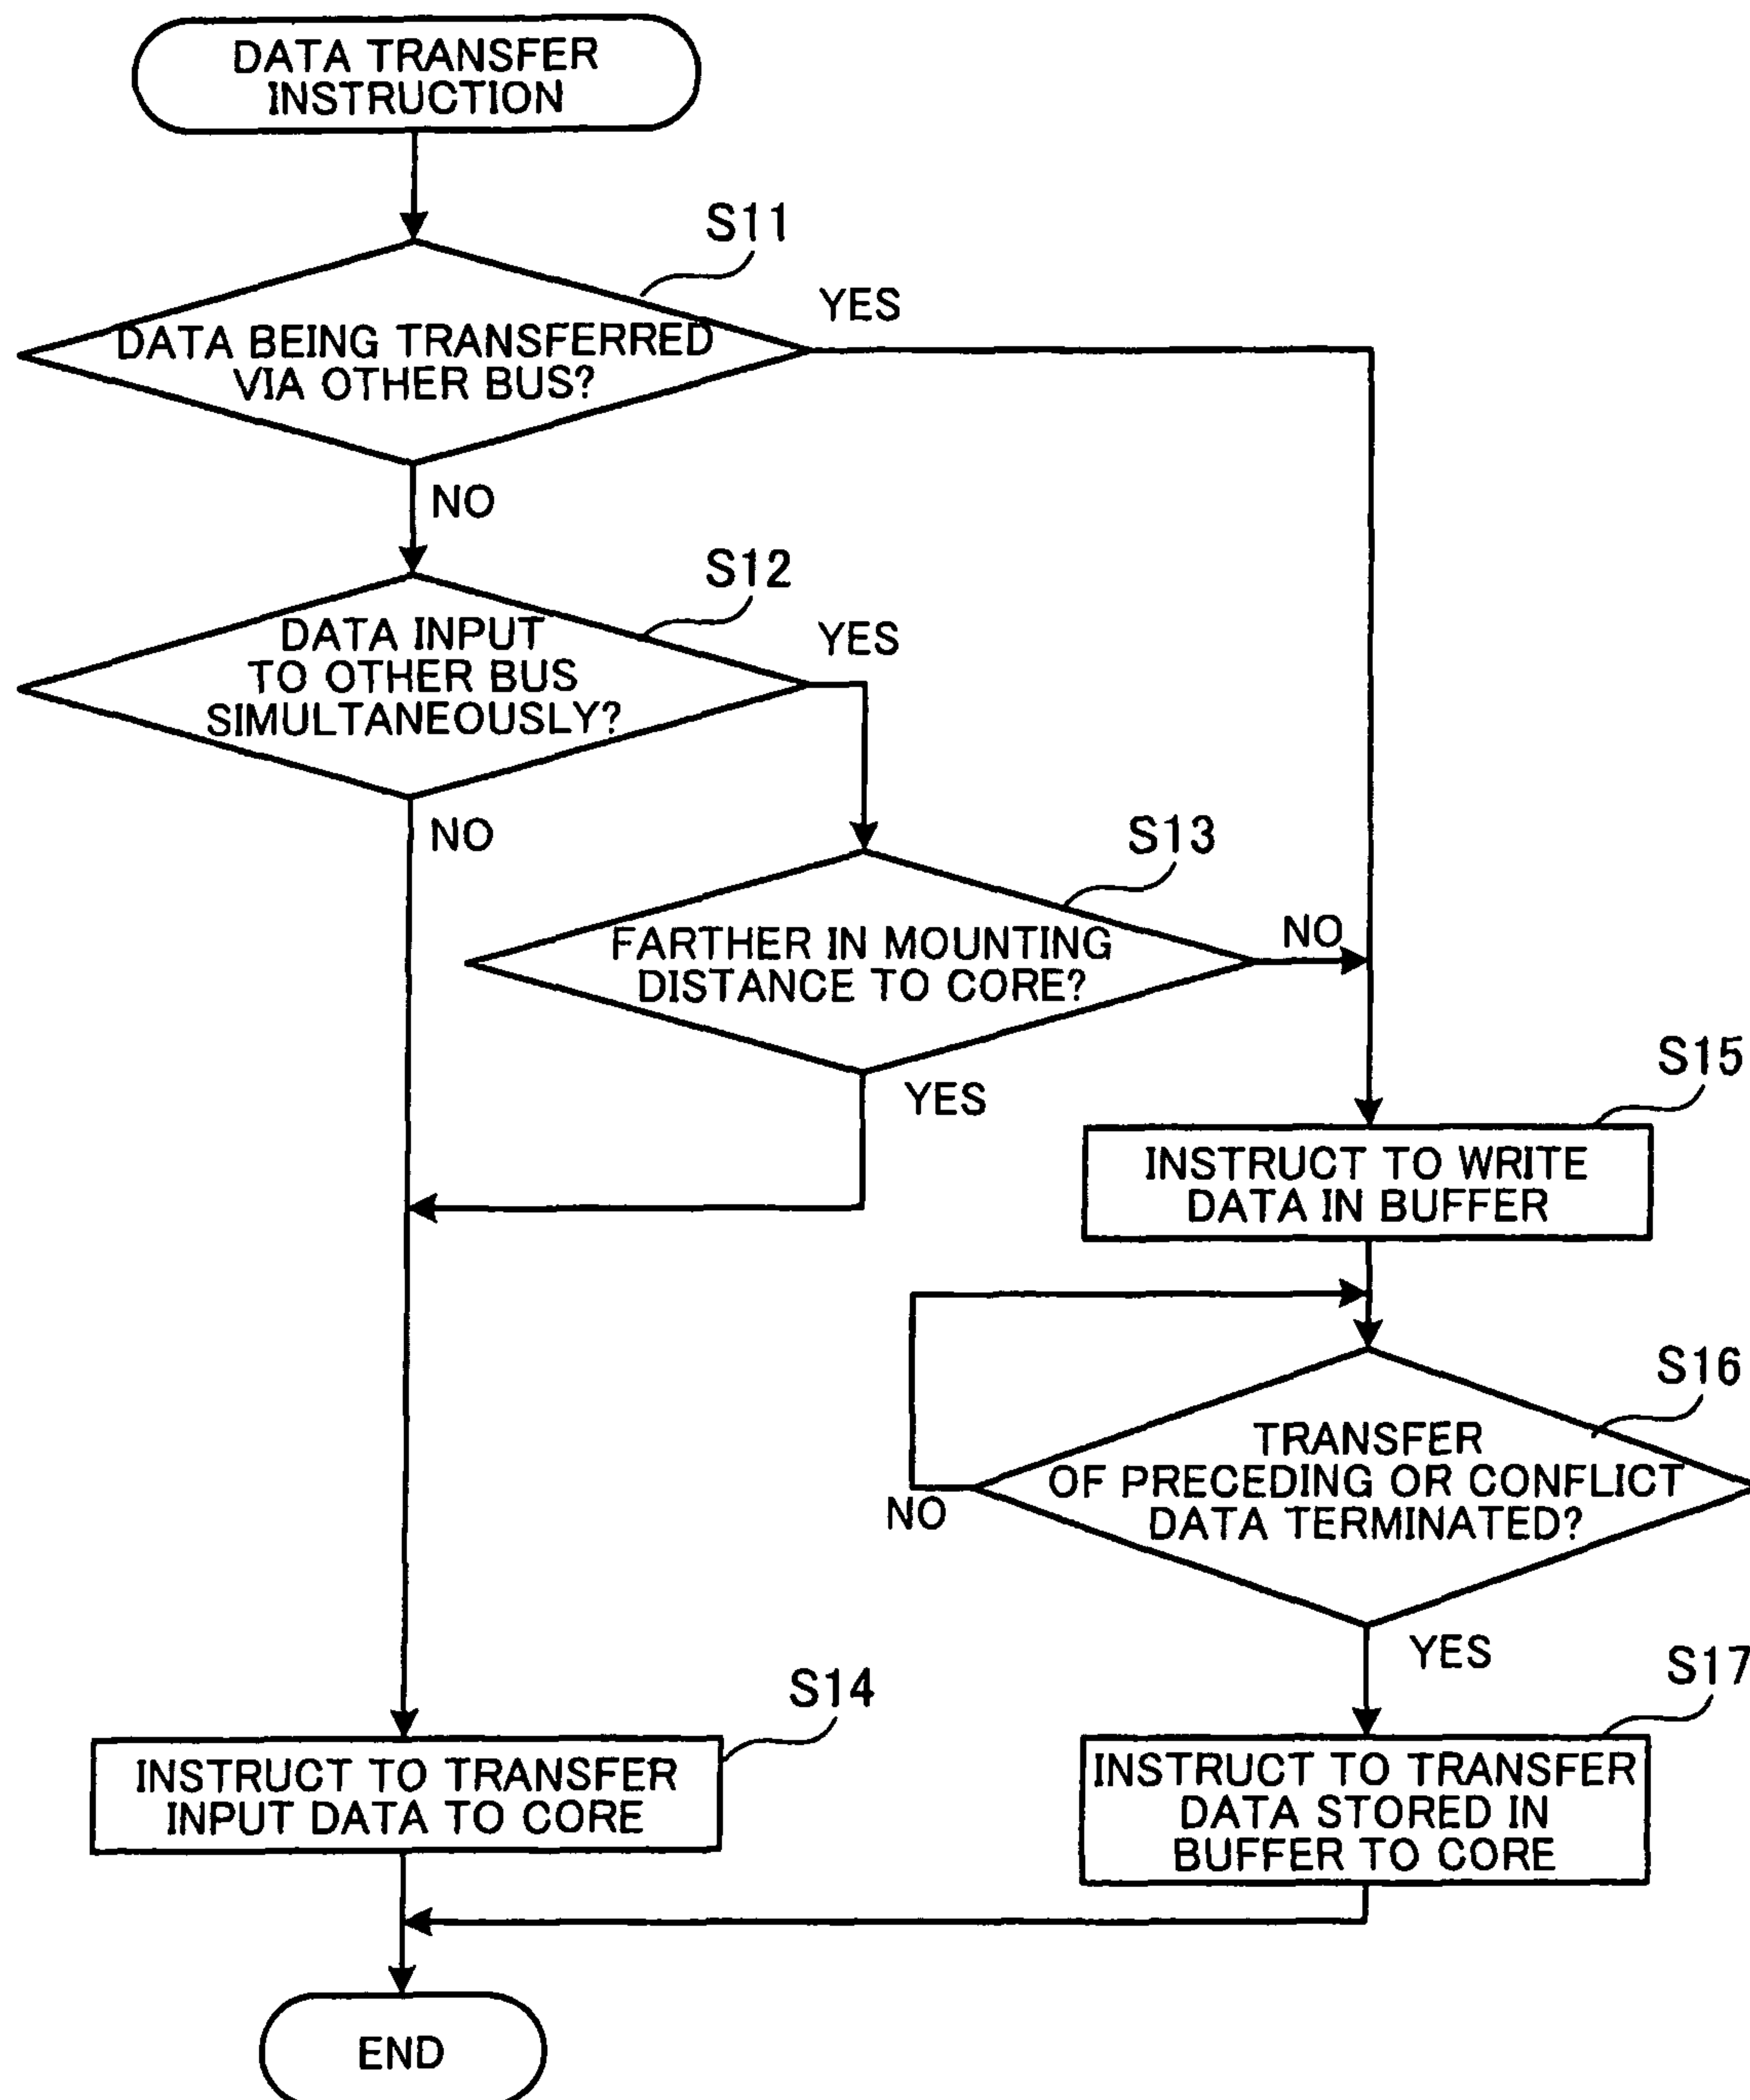 DATA TRANSFER
INSTRUCTION
S11
YES
DATA BEING TRANSFERRED
VIA OTHER BUS?
NO
S12
YES
DATA INPUT
TO OTHER BUS
SIMULTANEOUSLY?
NO
S13
NO
FARTHER IN MOUNTING
DISTANCE TO CORE?
YES
S15
INSTRUCT TO WRITE
DATA IN BUFFER
S16
TRANSFER
OF PRECEDING OR CONFLICT
DATA TERMINATED?
NO
YES
S14
INSTRUCT TO TRANSFER
INPUT DATA TO CORE
S17
INSTRUCT TO TRANSFER
DATA STORED IN
BUFFER TO CORE
END